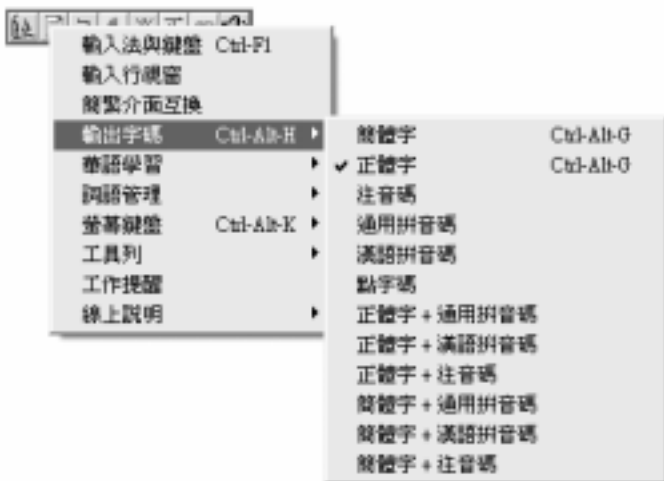 輸入法與鍵盤 Ctrl-F1
輸入行視窗
簡繁介面互換
輸出字碼 Ctrl-Alt-H
華語學習
詞語管理
螢幕鍵盤 Ctrl-Alt-K
工具列
工作提醒
線上說明
簡體字 Ctrl-Alt-G
正體字 Ctrl-Alt-G
注音碼
通用拼音碼
漢語拼音碼
點字碼
正體字+通用拼音碼
正體字+漢語拼音碼
正體字+注音碼
簡體字+通用拼音碼
簡體字+漢語拼音碼
簡體字+注音碼